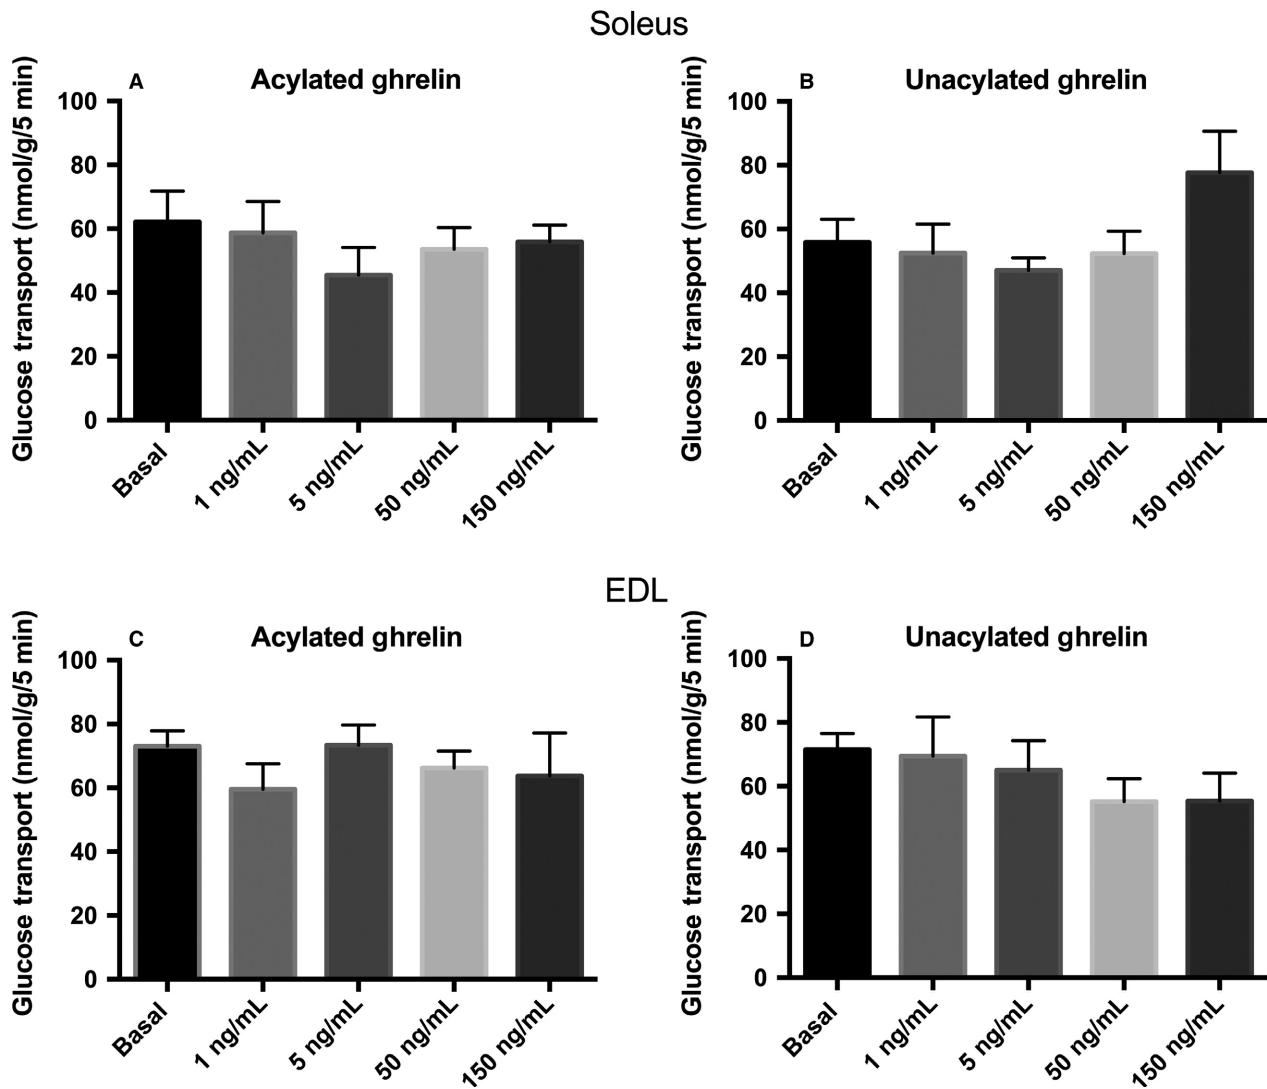 Soleus
A
Acylated ghrelin
Glucose transport (nmol/g/5 min)
100
80
60
40
20
0
Basal
1 ng/mL
5 ng/mL
50 ng/mL
150 ng/mL
B
Unacylated ghrelin
Glucose transport (nmol/g/5 min)
100
80
60
40
20
0
Basal
1 ng/mL
5 ng/mL
50 ng/mL
150 ng/mL
EDL
C
Acylated ghrelin
Glucose transport (nmol/g/5 min)
100
80
60
40
20
0
Basal
1 ng/mL
5 ng/mL
50 ng/mL
150 ng/mL
D
Unacylated ghrelin
Glucose transport (nmol/g/5 min)
100
80
60
40
20
0
Basal
1 ng/mL
5 ng/mL
50 ng/mL
150 ng/mL